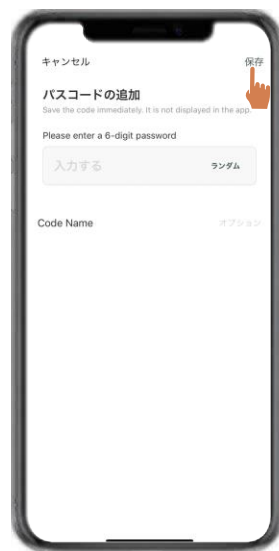 キャンセル 保存
パスコードの追加
Save the code immediately. It is not displayed in the app.
Please enter a 6-digit password
入力する ランダム
Code Name オプション